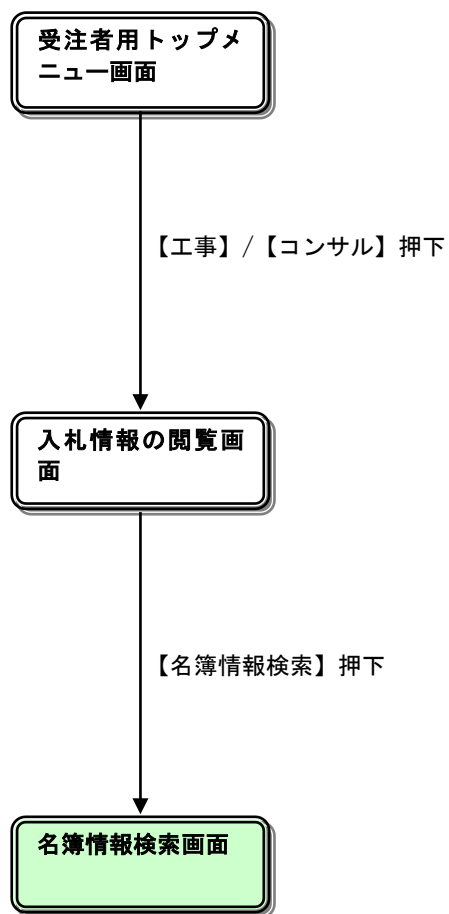 受注者用トップメ
ニュー画面
【工事】/【コンサル】押下
入札情報の閲覧画
面
【名簿情報検索】押下
名簿情報検索画面